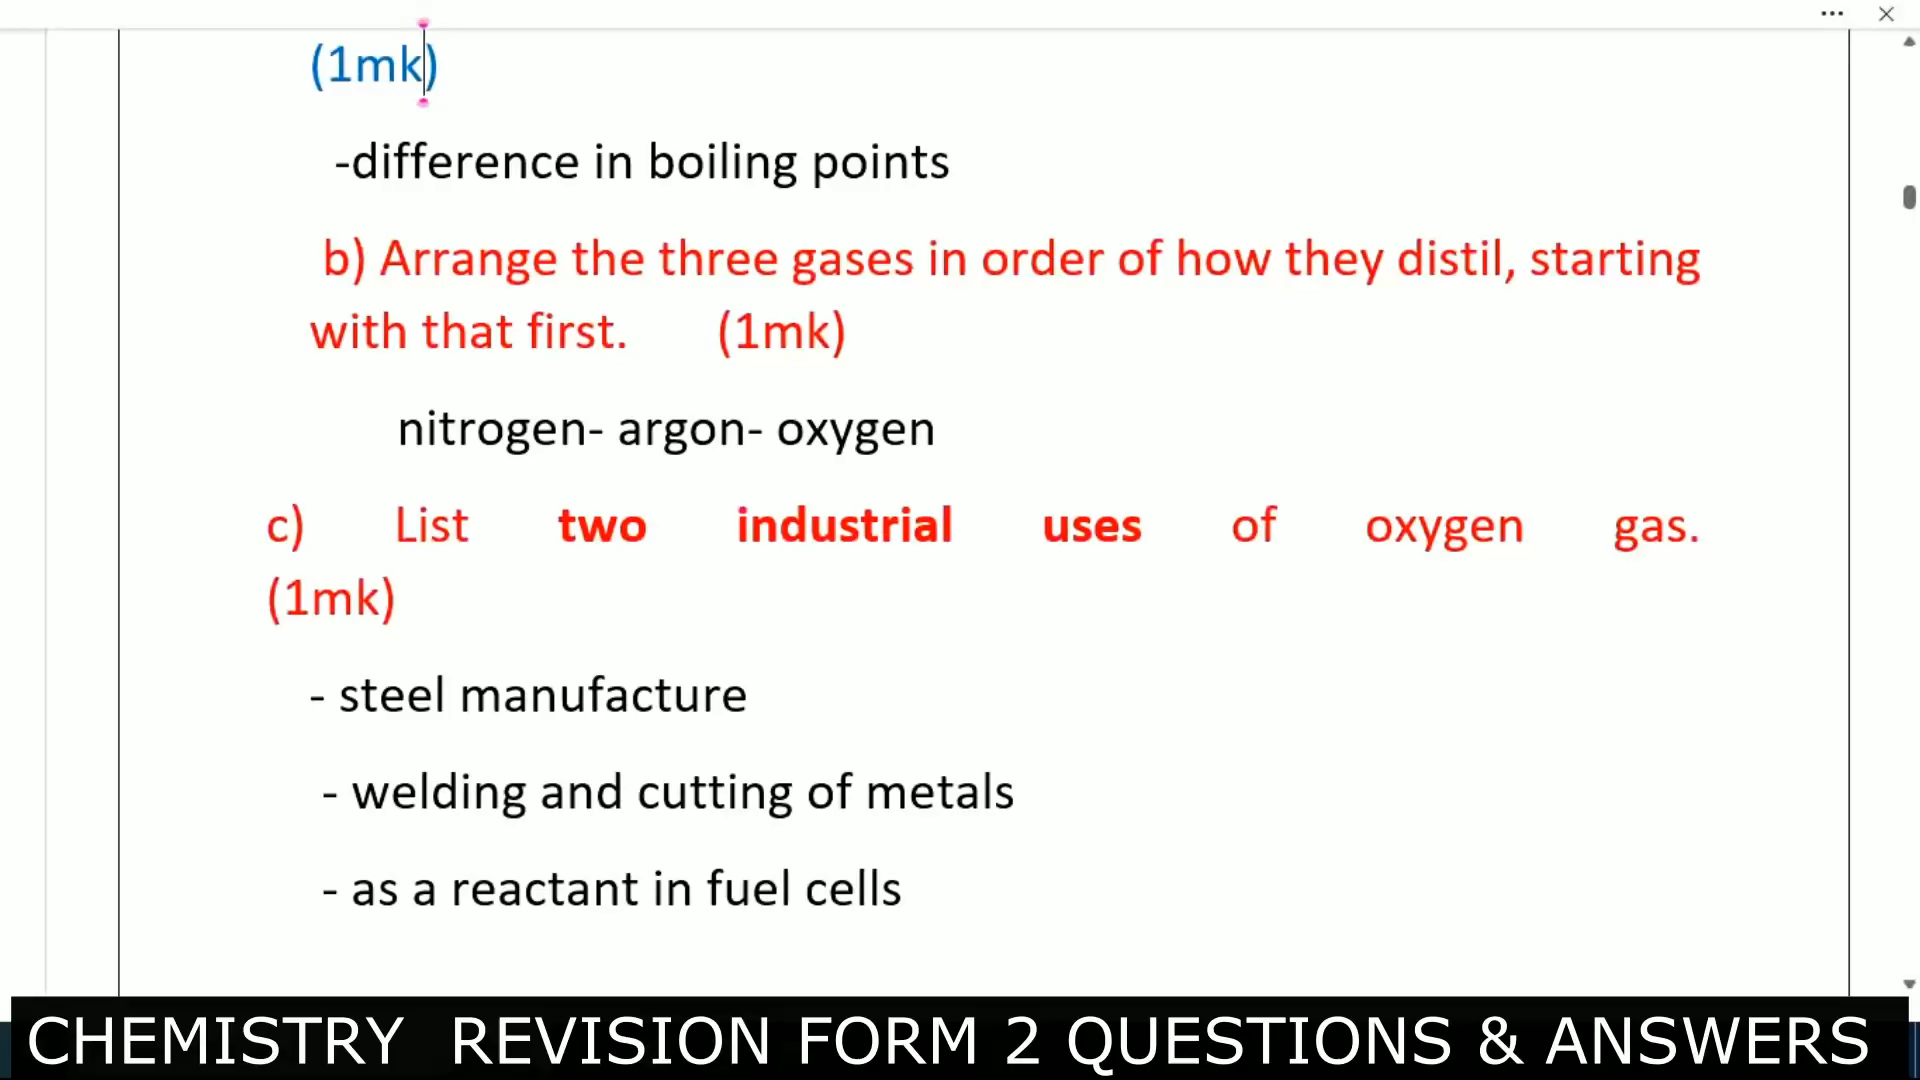 (1mk)
-difference in boiling points
b) Arrange the three gases in order of how they distil, starting
with that first. (1mk)
nitrogen- argon- oxygen
c) List two industrial uses of oxygen gas.
(1mk)
- steel manufacture
- welding and cutting of metals
- as a reactant in fuel cells
CHEMISTRY REVISION FORM 2 QUESTIONS & ANSWERS